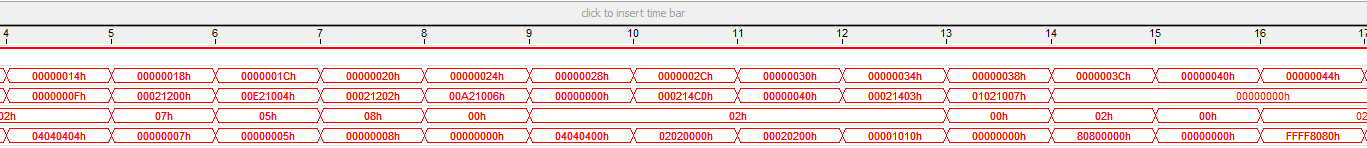 click to insert time bar
4 5 6 7 8 9 10 11 12 13 14 15 16 17
00000014h 00000018h 0000001Ch 00000020h 00000024h 00000028h 0000002Ch 00000030h 00000034h 00000038h 0000003Ch 00000040h 00000044h
0000000Fh 00021200h 00E21004h 00021202h 00A21006h 00000000h 000214C0h 00000040h 00021403h 01021007h 00000000h
02h 07h 05h 08h 00h 02h 00h 02h 00h 02
04040404h 00000007h 00000005h 00000008h 00000000h 04040400h 02020000h 00020200h 00001010h 00000000h 80800000h 00000000h FFFF8080h